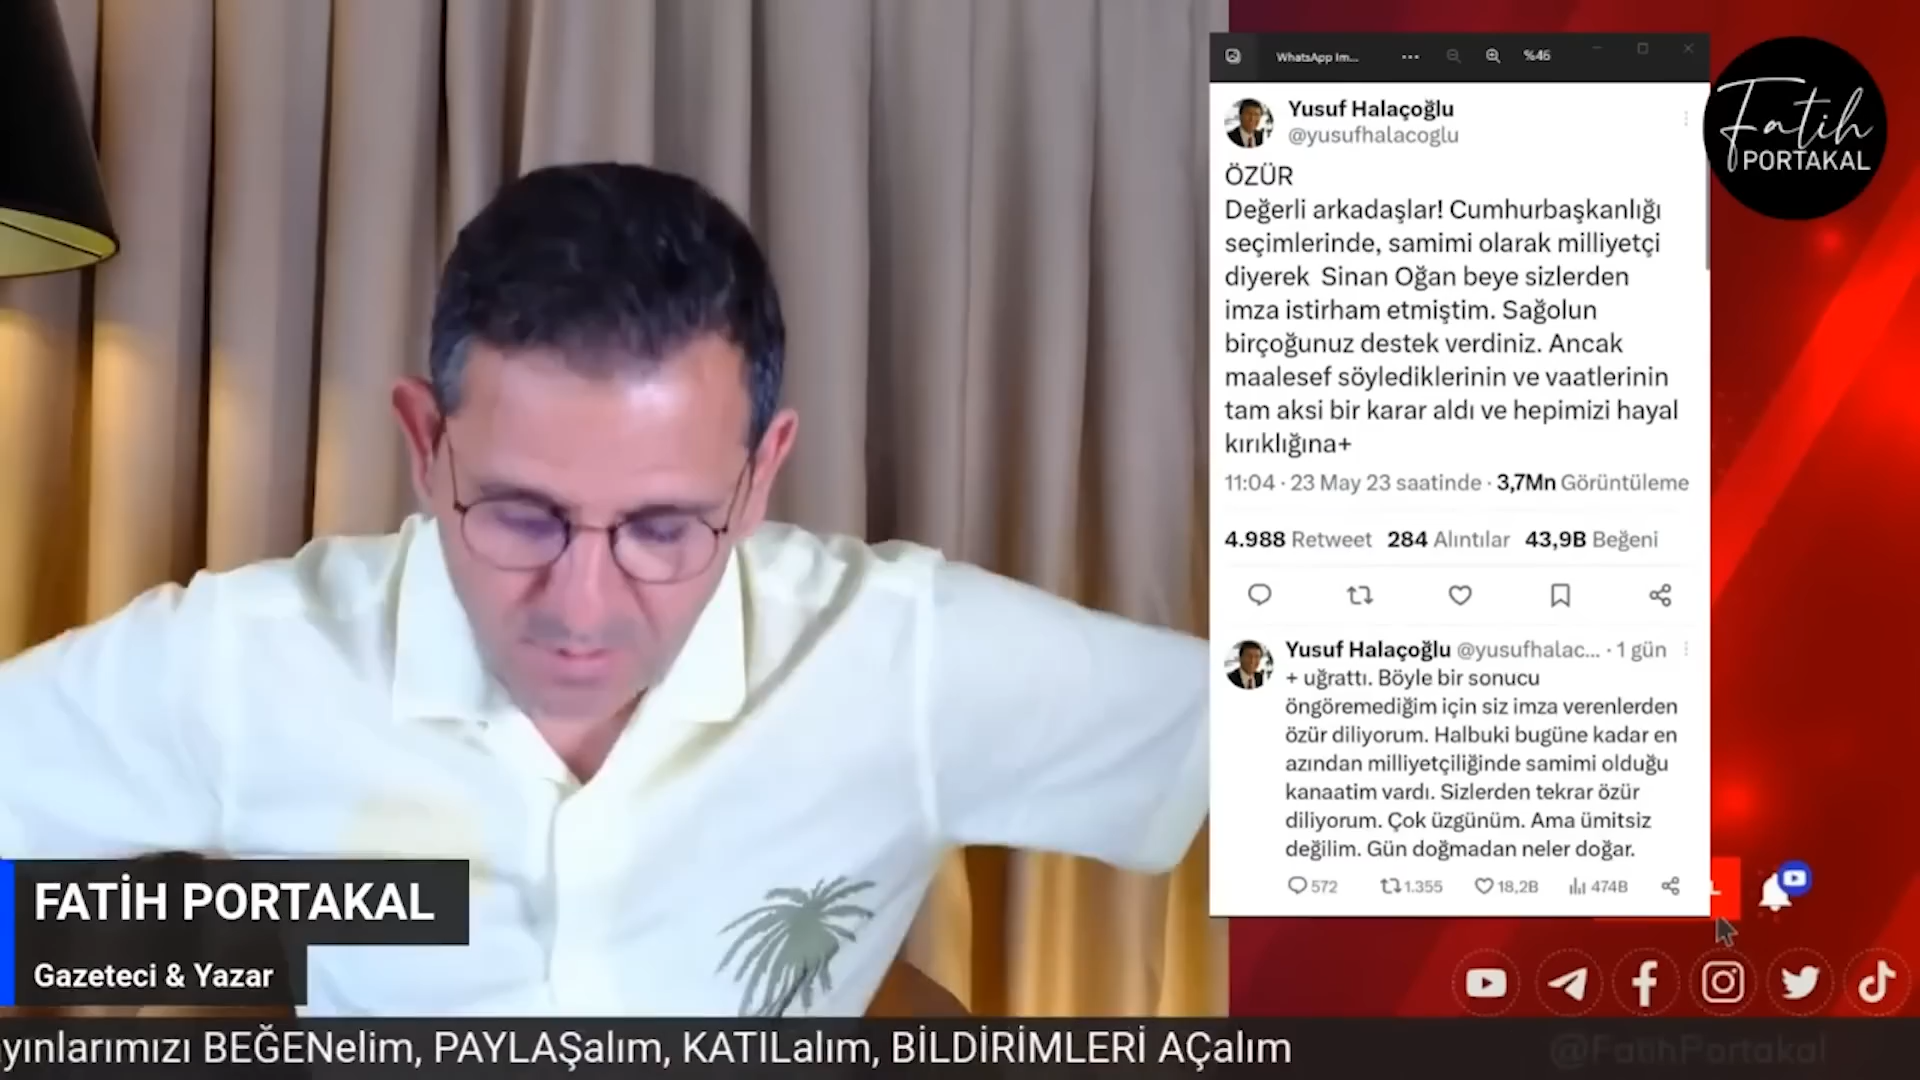 WhatsApp Im...
...
%46
Yusuf Halaçoğlu
@yusufhalacoglu
ÖZÜR
Değerli arkadaşlar! Cumhurbaşkanlığı
seçimlerinde, samimi olarak milliyetçi
diyerek Sinan Oğan beye sizlerden
imza istirham etmiştim. Sağolun
birçoğunuz destek verdiniz. Ancak
maalesef söylediklerinin ve vaatlerinin
tam aksi bir karar aldı ve hepimizi hayal
kırıklığına+
11:04 · 23 May 23 saatinde · 3,7Mn Görüntüleme
4.988 Retweet 284 Alıntılar 43,9B Beğeni
Yusuf Halaçoğlu @yusufhalac... · 1 gün
+ uğrattı. Böyle bir sonucu
öngöremediğim için siz imza verenlerden
özür diliyorum. Halbuki bugüne kadar en
azından milliyetçiliğinde samimi olduğu
kanaatim vardı. Sizlerden tekrar özür
diliyorum. Çok üzgünüm. Ama ümitsiz
değilim. Gün doğmadan neler doğar.
572 1.355 18,2B 474B
Fatih
PORTAKAL
FATİH PORTAKAL
Gazeteci & Yazar
ayınlarımızı BEĞENelim, PAYLAŞalım, KATILalım, BİLDİRİMLERİ AÇalım
@FatihPortakal